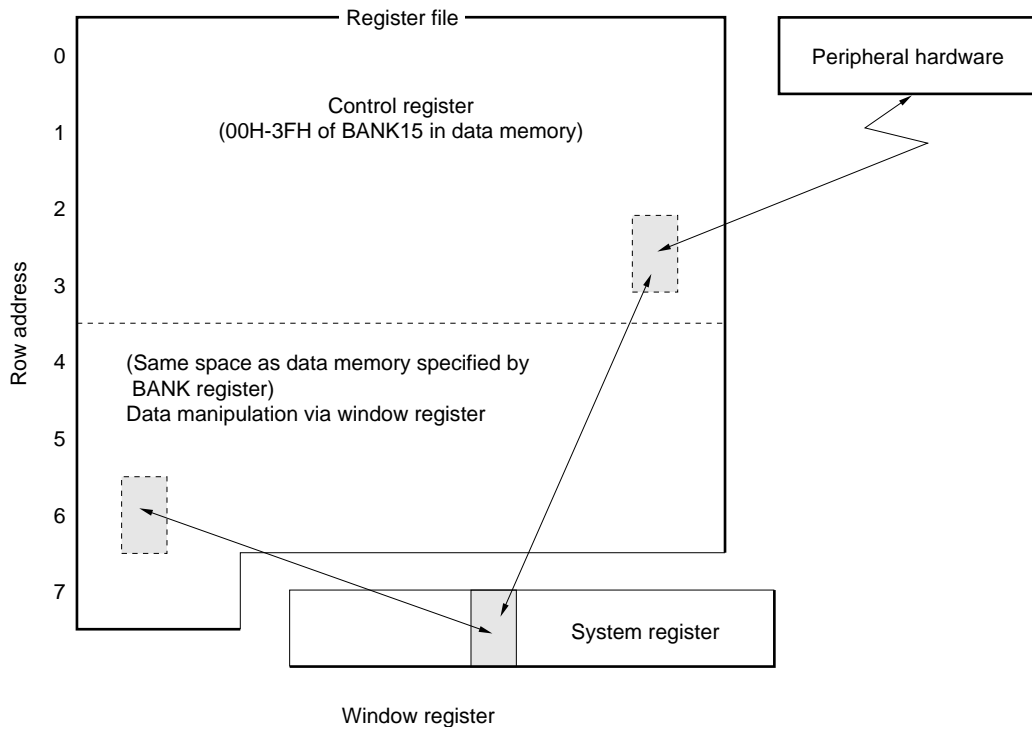 Register file
Peripheral hardware
Row address
0
1
2
3
4
5
6
7
Control register
(00H-3FH of BANK15 in data memory)
(Same space as data memory specified by
BANK register)
Data manipulation via window register
System register
Window register